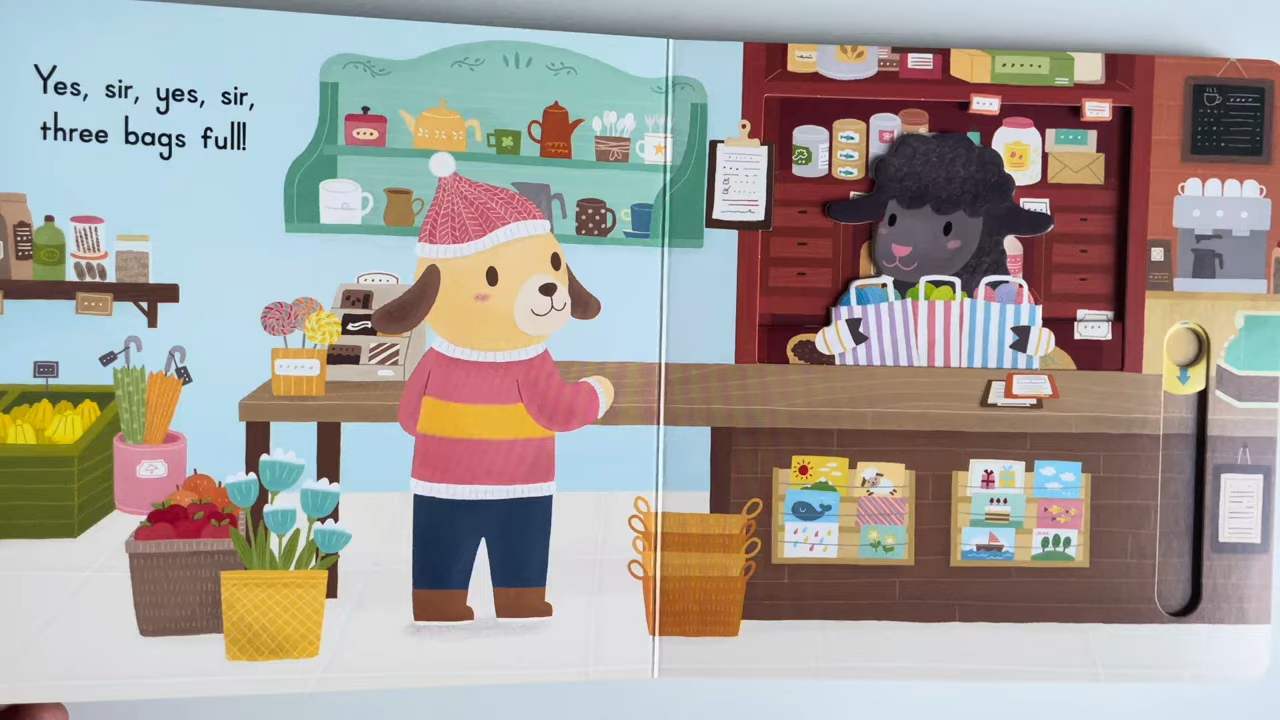 Yes, sir, yes, sir,
three bags full!